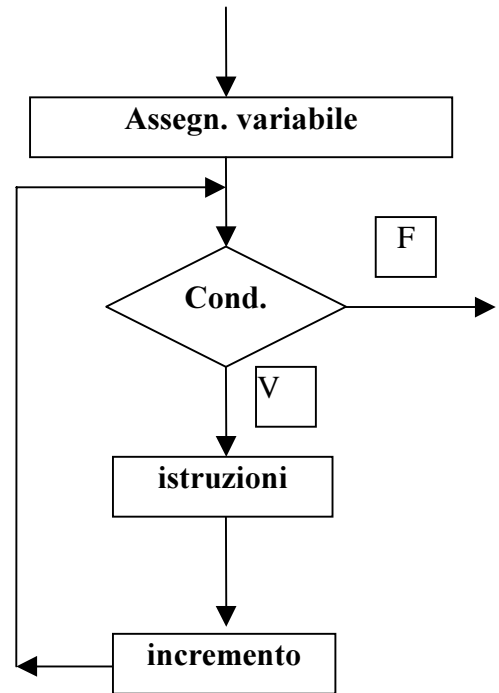 Assegn. variabile
F
Cond.
V
istruzioni
incremento